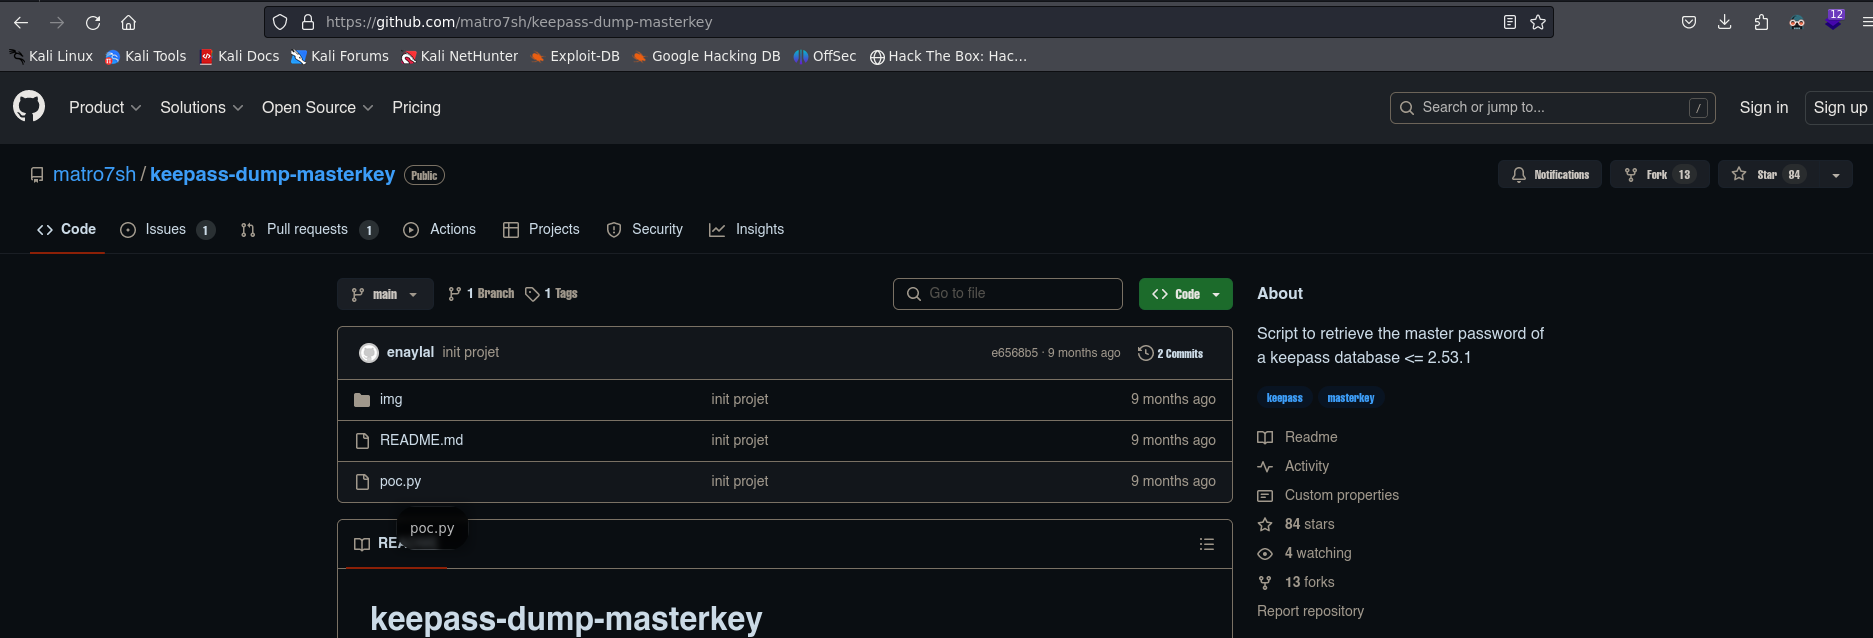 https://github.com/matro7sh/keepass-dump-masterkey
12
Kali Linux Kali Tools Kali Docs Kali Forums Kali NetHunter Exploit-DB Google Hacking DB OffSec Hack The Box: Hac...
Product Solutions Open Source Pricing Search or jump to... / Sign in Sign up
matro7sh / keepass-dump-masterkey Public Notifications Fork 13 Star 84
Code Issues 1 Pull requests 1 Actions Projects Security Insights
main 1 Branch 1 Tags Go to file Code
enaylal init projet e6568b5 · 9 months ago 2 Commits
img init projet 9 months ago
README.md init projet 9 months ago
poc.py init projet 9 months ago
poc.py
keepass-dump-masterkey
About
Script to retrieve the master password of
a keepass database <= 2.53.1
keepass masterkey
Readme
Activity
Custom properties
84 stars
4 watching
13 forks
Report repository